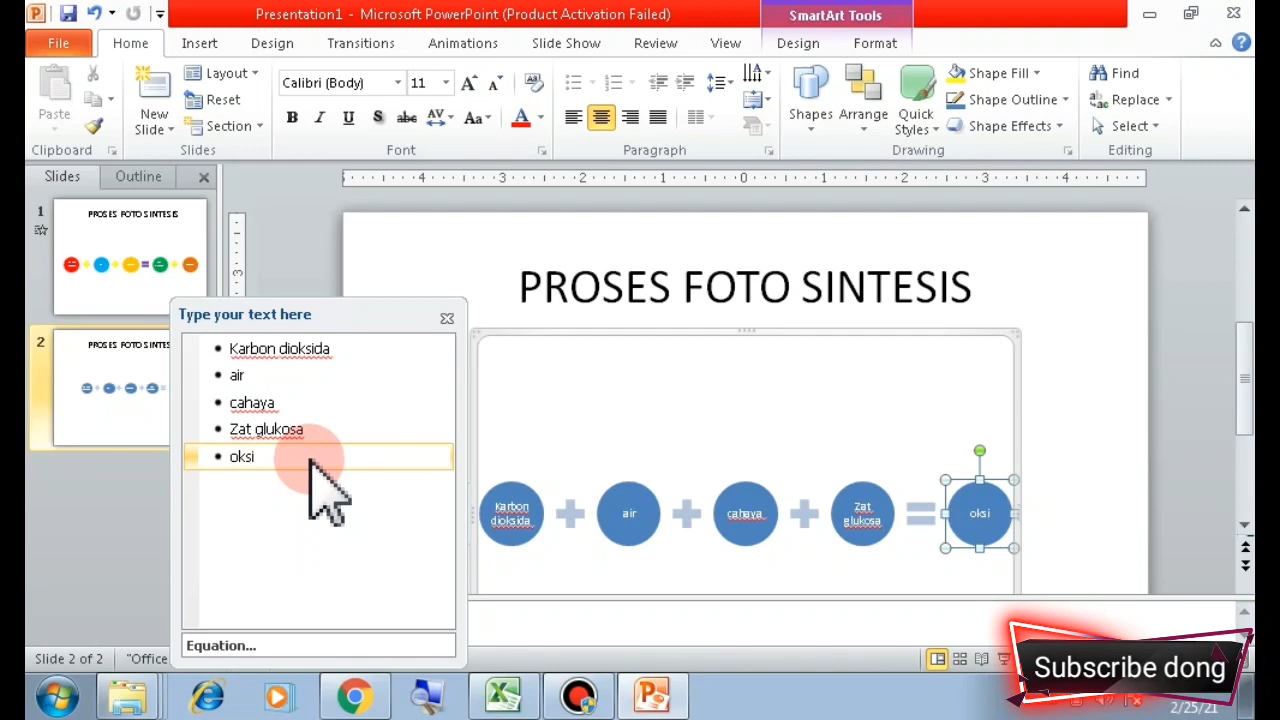 Presentation1 - Microsoft PowerPoint (Product Activation Failed)
SmartArt Tools
File
Home
Insert
Design
Transitions
Animations
Slide Show
Review
View
Design
Format
Paste
Clipboard
New
Slide
Layout
Reset
Section
Slides
Calibri (Body)
11
Font
Paragraph
Shapes
Arrange
Quick
Styles
Shape Fill
Shape Outline
Shape Effects
Drawing
Find
Replace
Select
Editing
Slides
Outline
1
PROSES FOTO SINTESIS
2
PROSES FOTO SINTES
Type your text here
Karbon dioksida
air
cahaya
Zat glukosa
oksi
Equation...
PROSES FOTO SINTESIS
Karbon
dioksida
air
cahaya
Zat
glukosa
oksi
Slide 2 of 2
"Office
Subscribe dong
2/25/21